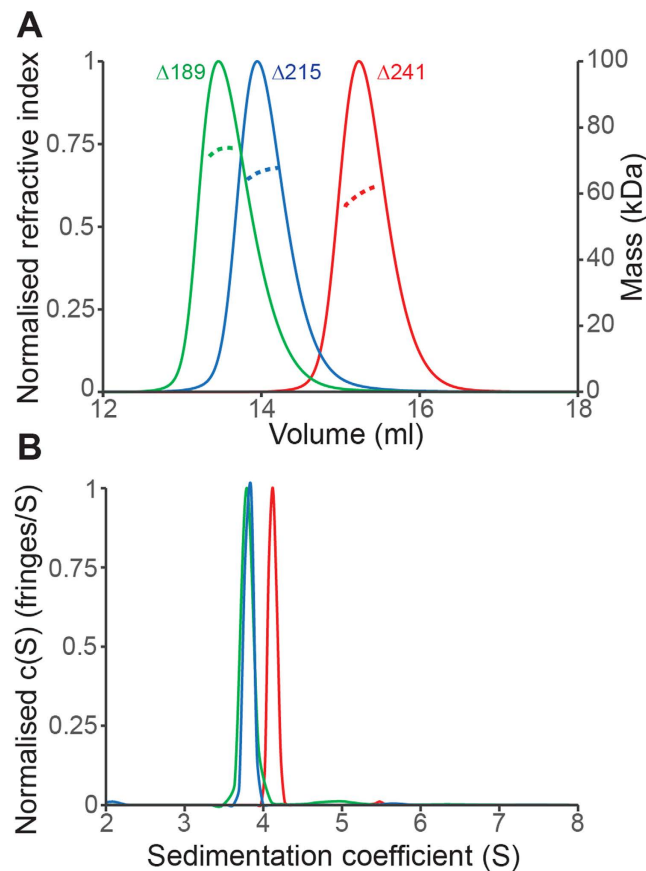 A
Δ189
Δ215
Δ241
1
0.75
0.5
0.25
0
Normalised refractive index
100
80
60
40
20
0
Mass (kDa)
12
14
16
18
Volume (ml)
B
1
0.75
0.5
0.25
0
Normalised c(S) (fringes/S)
2
3
4
5
6
7
8
Sedimentation coefficient (S)